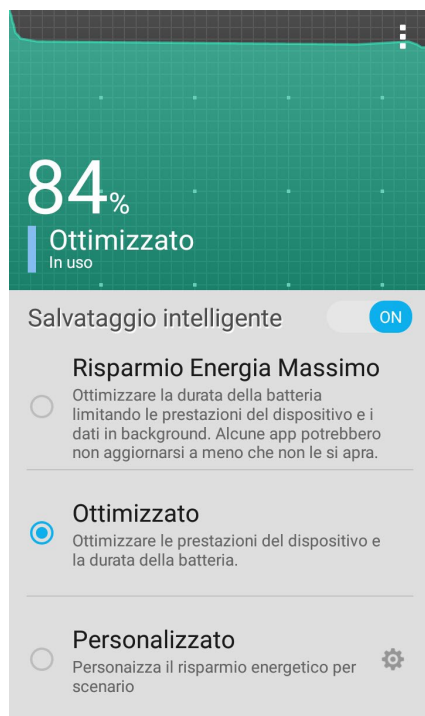 84%
Ottimizzato
In uso
Salvataggio intelligente ON
Risparmio Energia Massimo
Ottimizzare la durata della batteria
limitando le prestazioni del dispositivo e i
dati in background. Alcune app potrebbero
non aggiornarsi a meno che non le si apra.
Ottimizzato
Ottimizzare le prestazioni del dispositivo e
la durata della batteria.
Personalizzato
Personaizza il risparmio energetico per
scenario